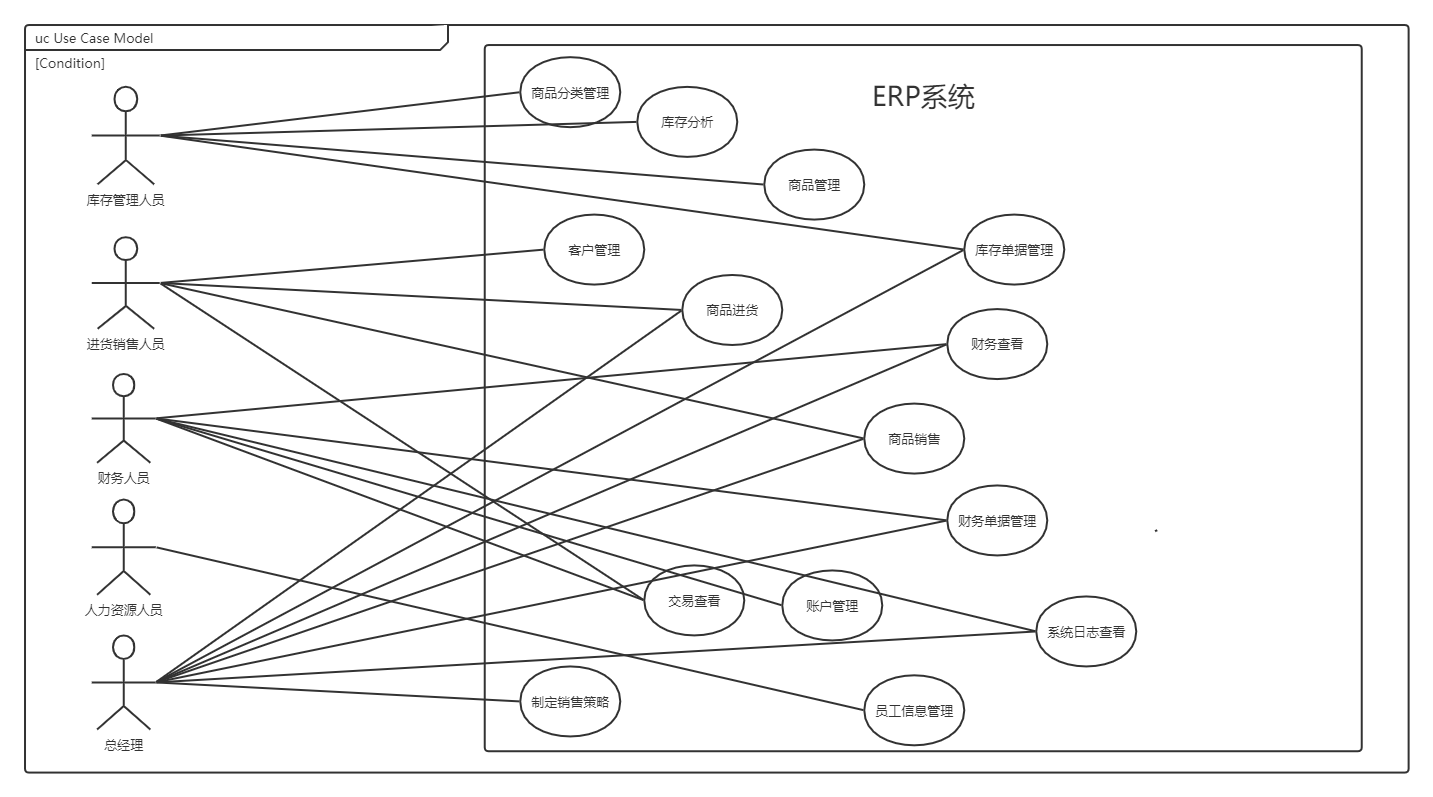 uc Use Case Model
[Condition]
ERP系统
商品分类管理
库存分析
商品管理
库存管理人员
客户管理
库存单据管理
商品进货
进货销售人员
财务查看
商品销售
财务人员
财务单据管理
交易查看
账户管理
人力资源人员
系统日志查看
制定销售策略
员工信息管理
总经理